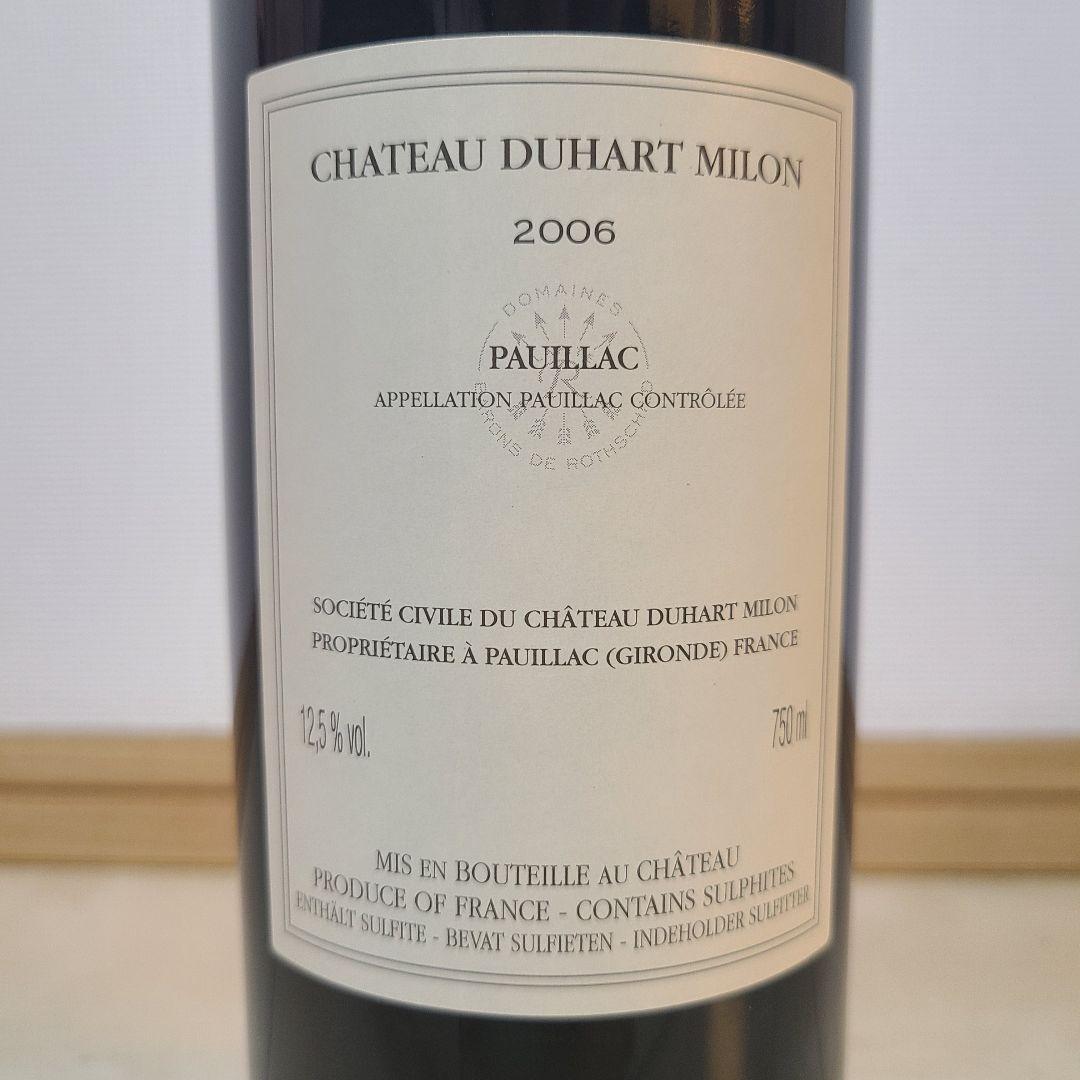 CHATEAU DUHART MILON
2006
DOMAINES
PAUILLAC
APPELLATION PAUILLAC CONTRÔLÉE
BARONS DE ROTHSCHILD
SOCIÉTÉ CIVILE DU CHÂTEAU DUHART MILON
PROPRIÉTAIRE À PAUILLAC (GIRONDE) FRANCE
12,5 % vol.
750 ml
MIS EN BOUTEILLE AU CHÂTEAU
PRODUCE OF FRANCE - CONTAINS SULPHITES
ENTHÄLT SULFITE - BEVAT SULFIETEN - INDEHOLDER SULFITTER